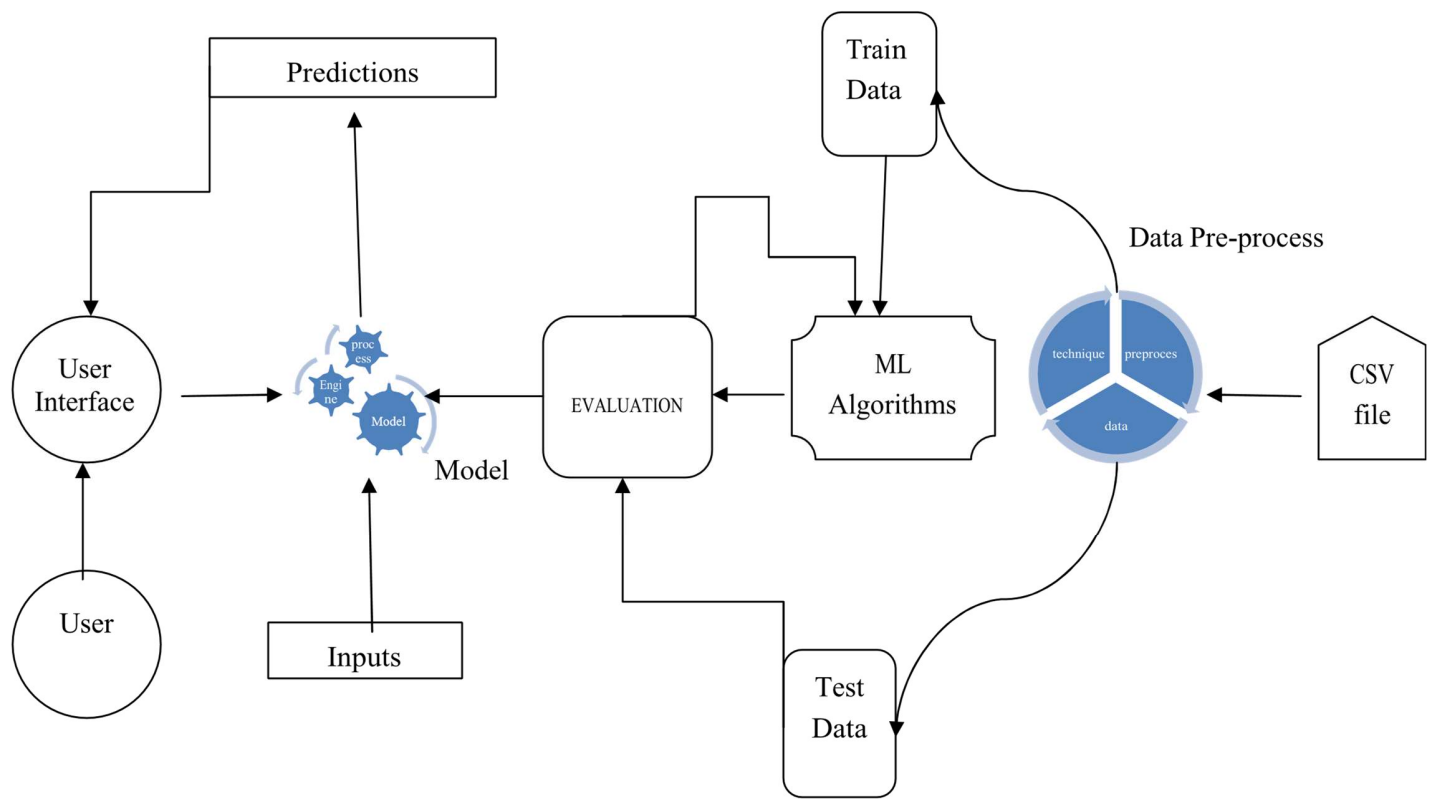 Predictions
Train
Data
Data Pre-process
User
Interface
proc
ess
Engi
ne
Model
Model
EVALUATION
ML
Algorithms
technique
preproces
data
CSV
file
User
Inputs
Test
Data